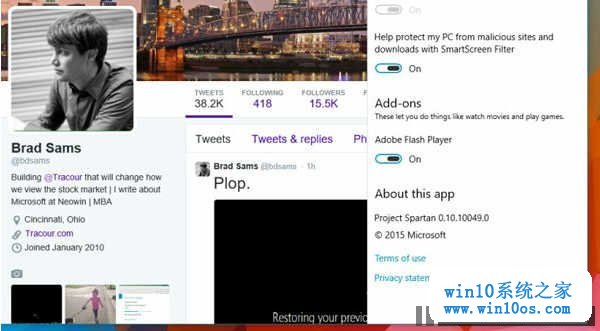 TWEETS
38.2K
FOLLOWING
418
FOLLOWERS
15.5K
Tweets
Tweets & replies
Brad Sams
@bdsams
Building @Tracour that will change how
we view the stock market | I write about
Microsoft at Neowin | MBA
Cincinnati, Ohio
Tracour.com
Joined January 2010
Brad Sams @bdsams · 1h
Plop.
Restoring your previo
On
Help protect my PC from malicious sites and
downloads with SmartScreen Filter
On
Add-ons
These let you do things like watch movies and play games.
Adobe Flash Player
On
About this app
Project Spartan 0.10.10049.0
© 2015 Microsoft
Terms of use
Privacy statem
win10系统之家
www.win10os.com